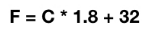 F = C * 1.8 + 32